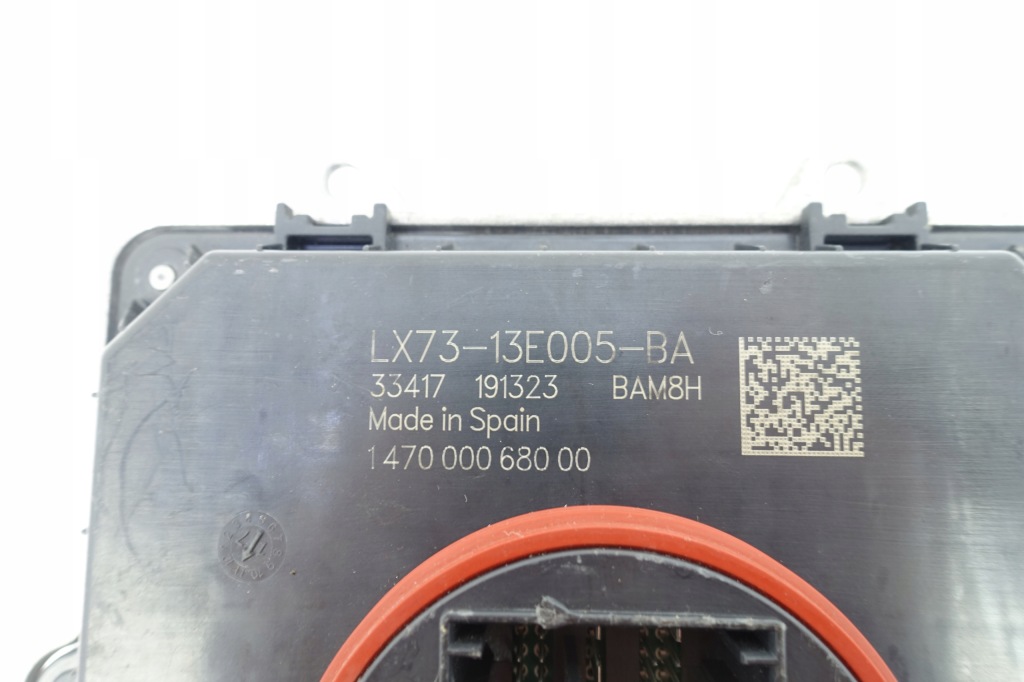 LX73-13E005-BA
33417 191323 BAM8H
Made in Spain
1 470 000 680 00